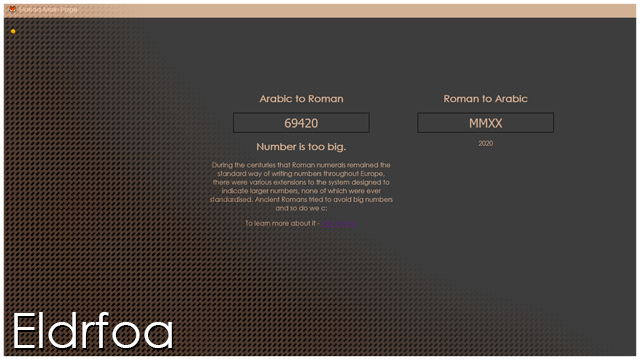 Arabic to Roman
69420
Number is too big.
During the centuries that Roman numerals remained the
standard way of writing numbers throughout Europe,
there were various extensions to the system designed to
indicate larger numbers, none of which were ever
standardised. Ancient Romans tried to avoid big numbers
and so do we c:
To learn more about it -
Roman to Arabic
MMXX
2020
Eldrfoa